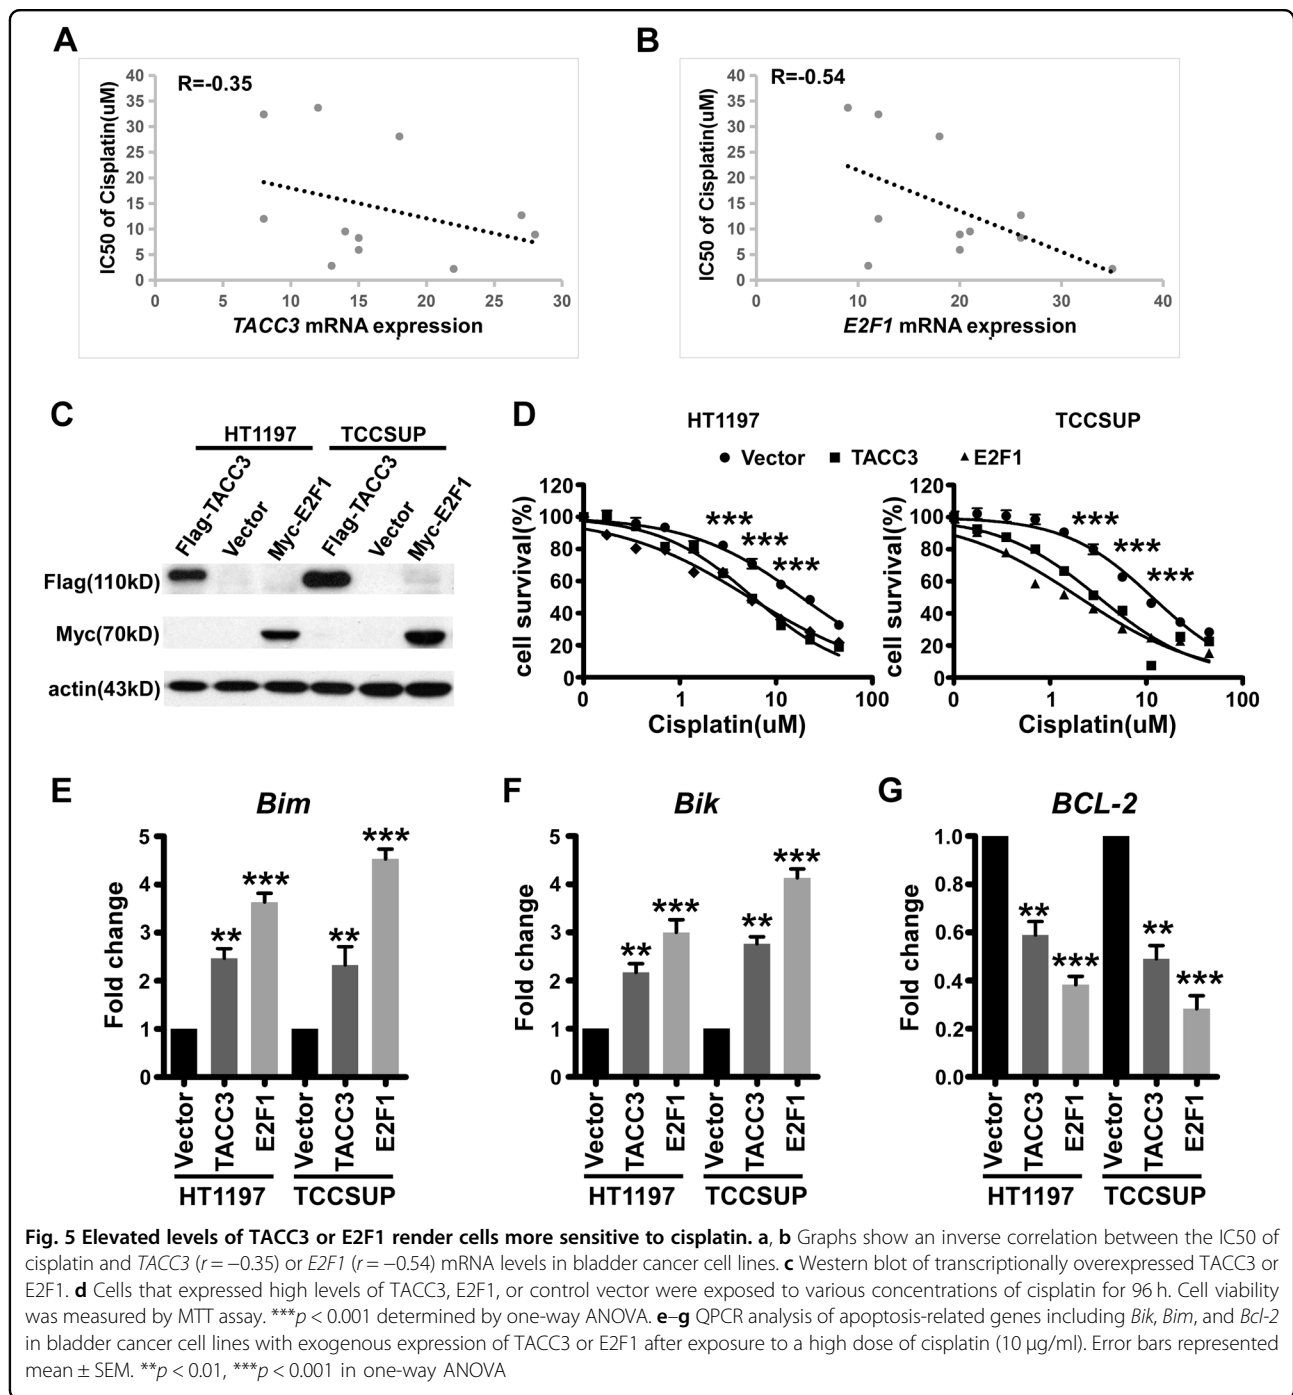 A
R=-0.35
IC50 of Cisplatin(uM)
40
35
30
25
20
15
10
5
0
0 5 10 15 20 25 30
TACC3 mRNA expression
B
R=-0.54
IC50 of Cisplatin(uM)
40
35
30
25
20
15
10
5
0
0 10 20 30 40
E2F1 mRNA expression
C
HT1197 TCCSUP
Flag-TACC3 Vector Myc-E2F1 Flag-TACC3 Vector Myc-E2F1
Flag(110kD)
Myc(70kD)
actin(43kD)
D
HT1197 TCCSUP
Vector TACC3 E2F1
cell survival(%)
120
100
80
60
40
20
0
*** *** ***
0 1 10 100
Cisplatin(uM)
cell survival(%)
120
100
80
60
40
20
0
*** *** ***
0 1 10 100
Cisplatin(uM)
E
Bim
Fold change
5
4
3
2
1
0
** *** ** ***
Vector TACC3 E2F1 Vector TACC3 E2F1
HT1197 TCCSUP
F
Bik
Fold change
5
4
3
2
1
0
** *** ** ***
Vector TACC3 E2F1 Vector TACC3 E2F1
HT1197 TCCSUP
G
BCL-2
Fold change
1.0
0.8
0.6
0.4
0.2
0.0
** *** ** ***
Vector TACC3 E2F1 Vector TACC3 E2F1
HT1197 TCCSUP
Fig. 5 Elevated levels of TACC3 or E2F1 render cells more sensitive to cisplatin. a, b Graphs show an inverse correlation between the IC50 of
cisplatin and TACC3 (r = −0.35) or E2F1 (r = −0.54) mRNA levels in bladder cancer cell lines. c Western blot of transcriptionally overexpressed TACC3 or
E2F1. d Cells that expressed high levels of TACC3, E2F1, or control vector were exposed to various concentrations of cisplatin for 96 h. Cell viability
was measured by MTT assay. ***p < 0.001 determined by one-way ANOVA. e–g QPCR analysis of apoptosis-related genes including Bik, Bim, and Bcl-2
in bladder cancer cell lines with exogenous expression of TACC3 or E2F1 after exposure to a high dose of cisplatin (10 μg/ml). Error bars represented
mean ± SEM. **p < 0.01, ***p < 0.001 in one-way ANOVA